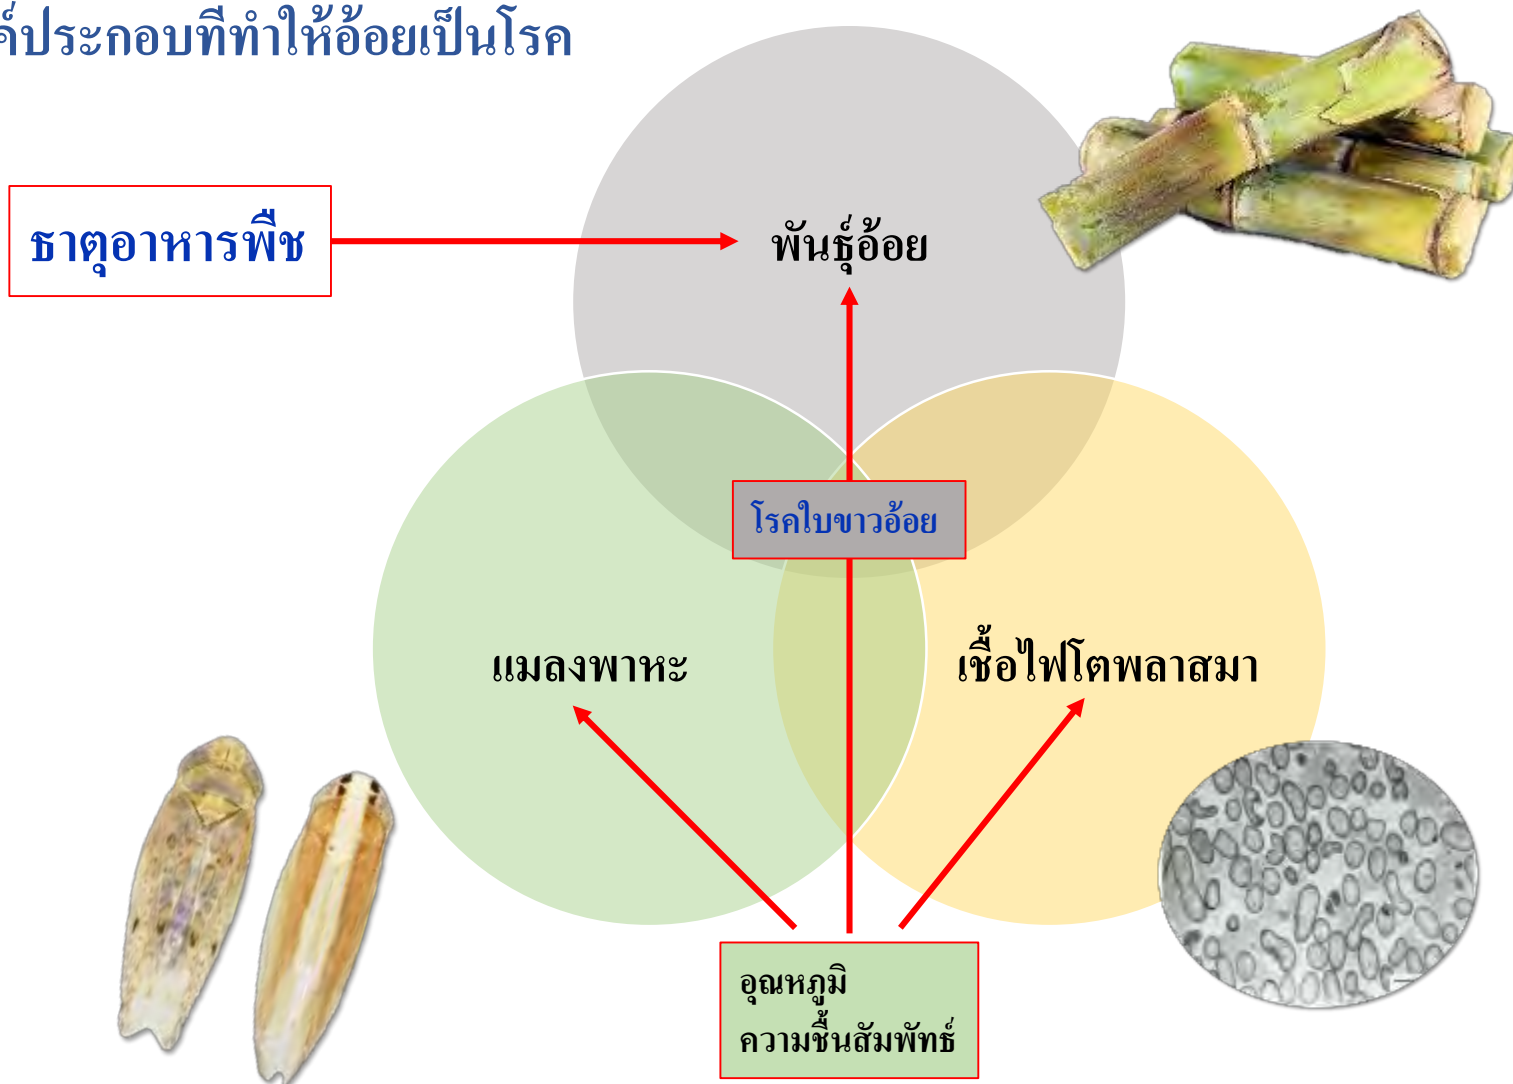 ค์ประกอบที่ทำให้อ้อยเป็นโรค
ธาตุอาหารพืช
พันธุ์อ้อย
โรคใบขาวอ้อย
แมลงพาหะ
เชื้อไฟโตพลาสมา
อุณหภูมิ
ความชื้นสัมพัทธ์